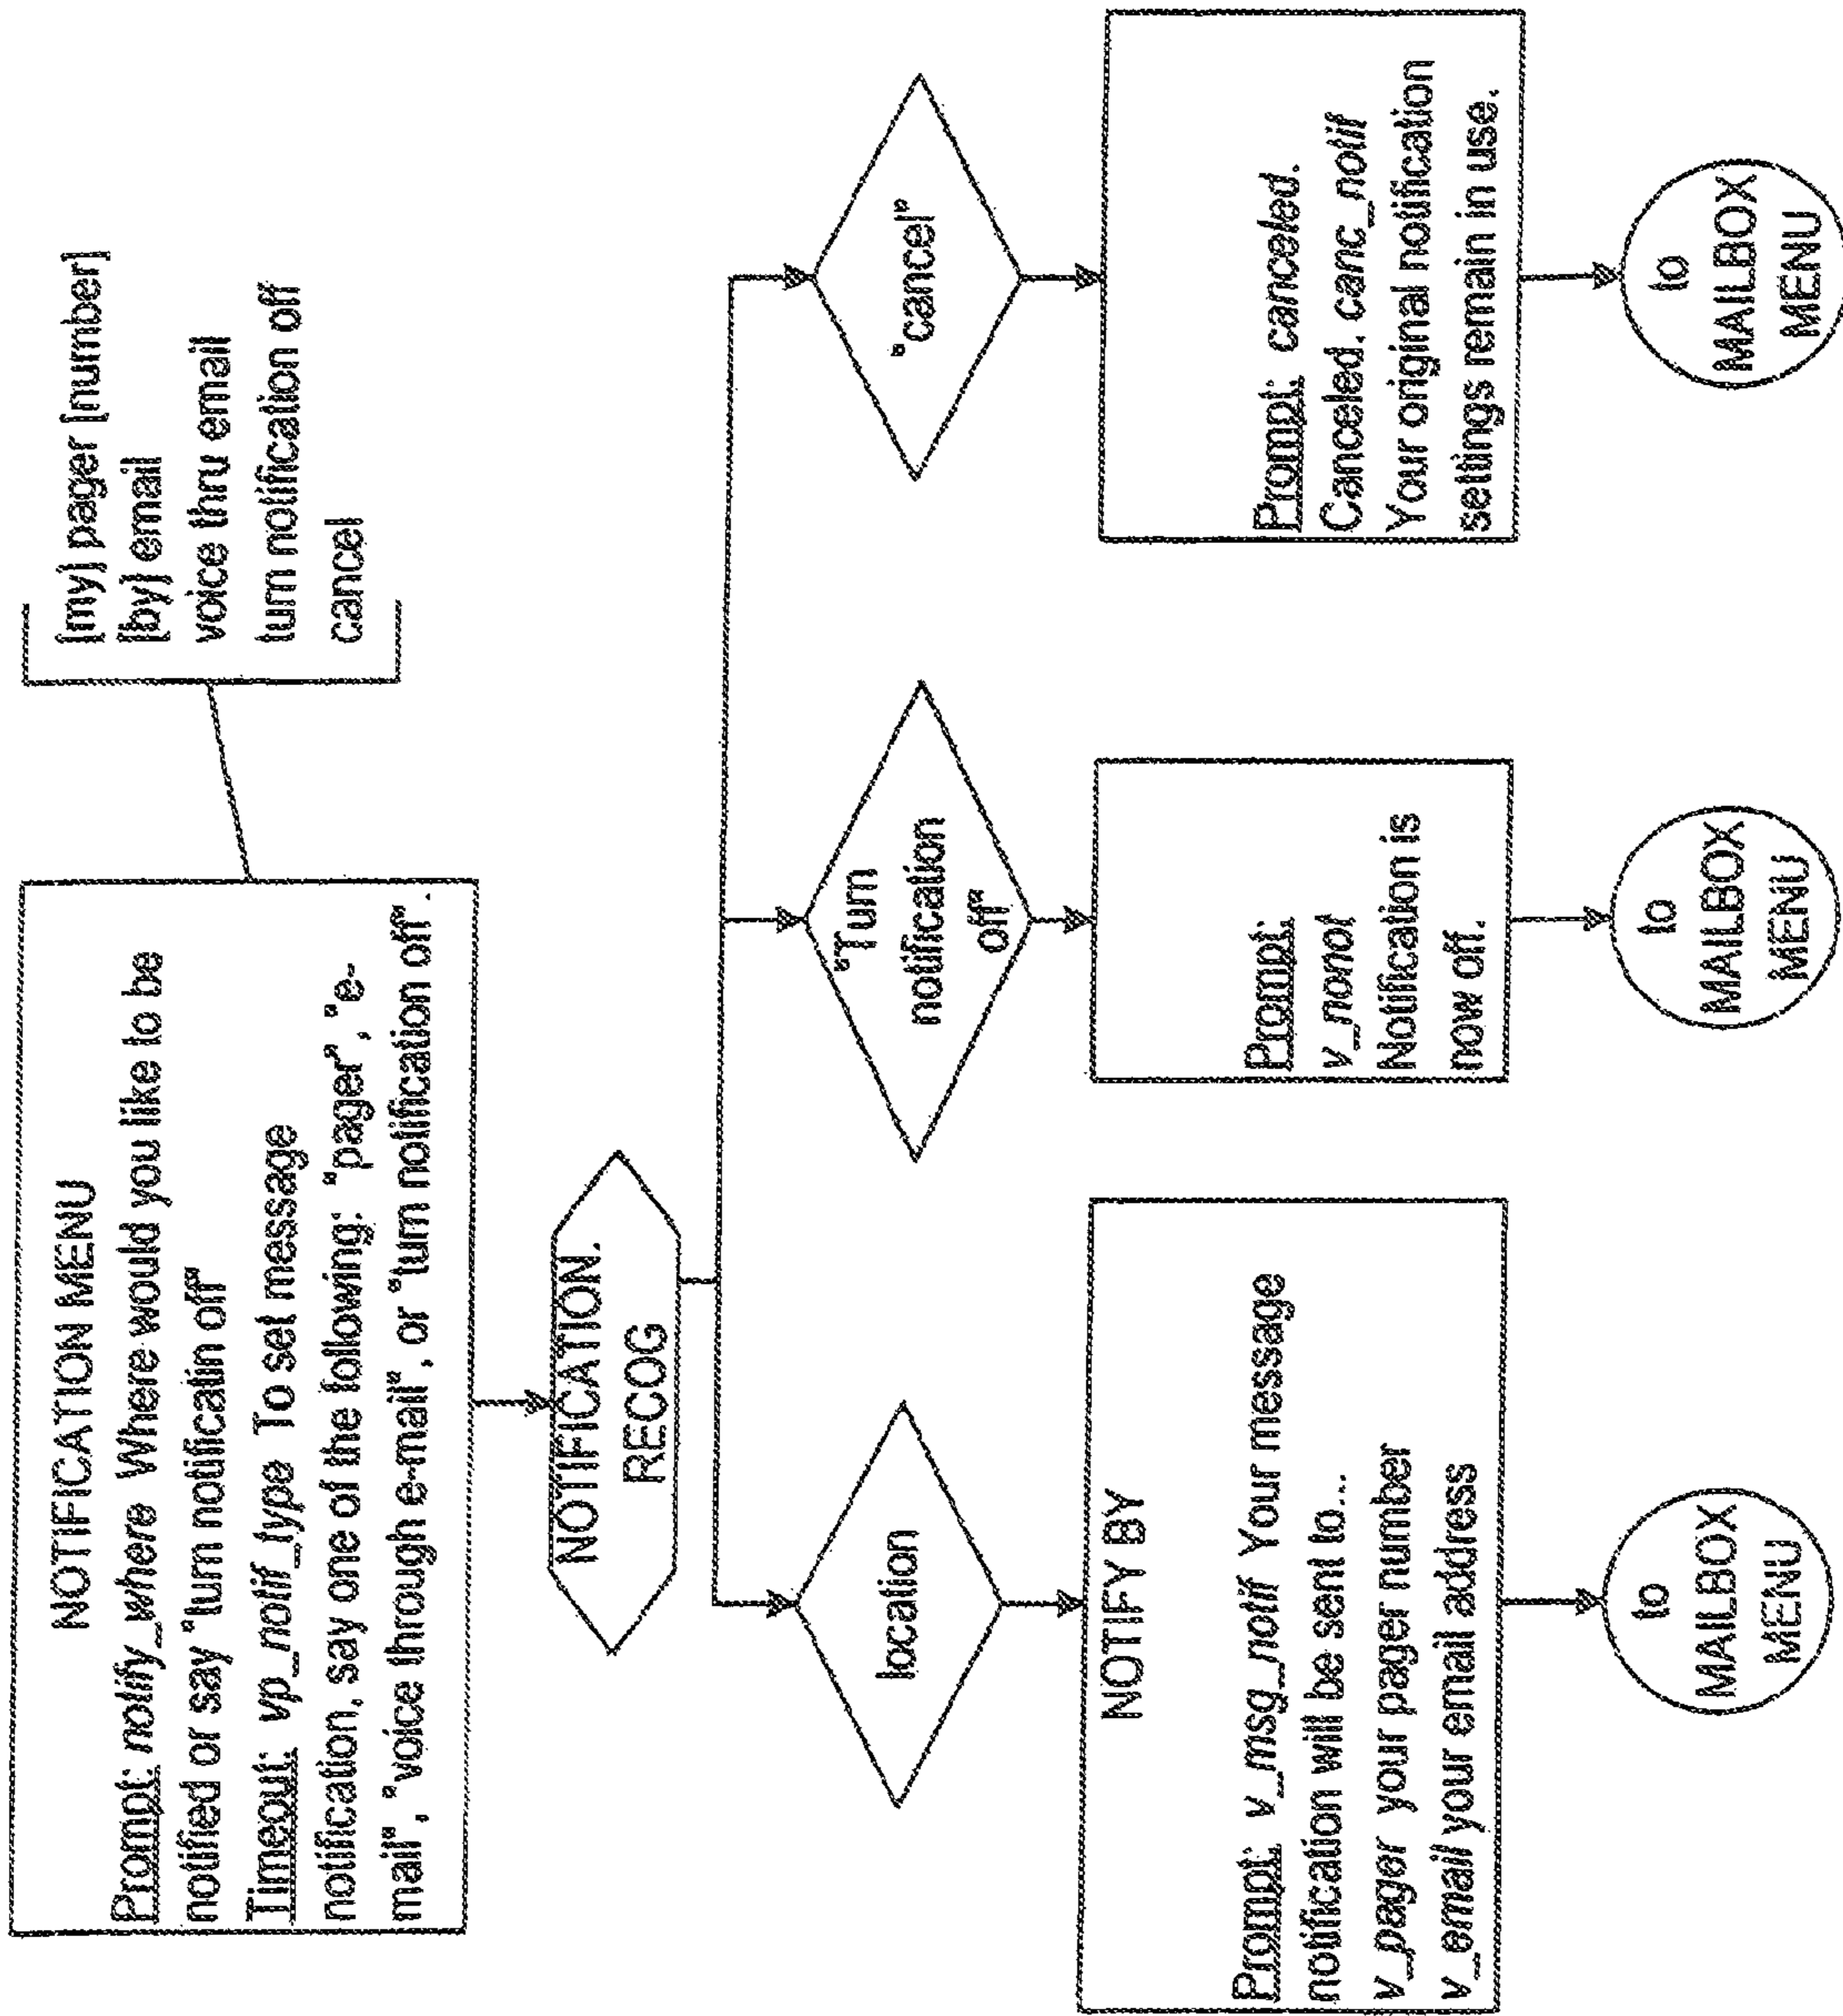 NOTIFICATION MENU
Prompt: notify_where Where would you like to be
notified or say "turn notificatin off"
Timeout: vp_notif_type To set message
notification, say one of the following: "pager", "e-
mail", "voice through e-mail", or "turn notification off".
[my] pager [number]
[by] email
voice thru email
turn notification off
cancel
NOTIFICATION.
RECOG
location
"Turn
notification
off"
"cancel"
NOTIFY BY
Prompt: v_msg_notif Your message
notification will be sent to...
v_pager your pager number
v_email your email address
Prompt:
v_nonot
Notification is
now off.
Prompt: canceled.
Canceled. canc_notif
Your original notification
settings remain in use.
to
MAILBOX
MENU
to
MAILBOX
MENU
to
MAILBOX
MENU